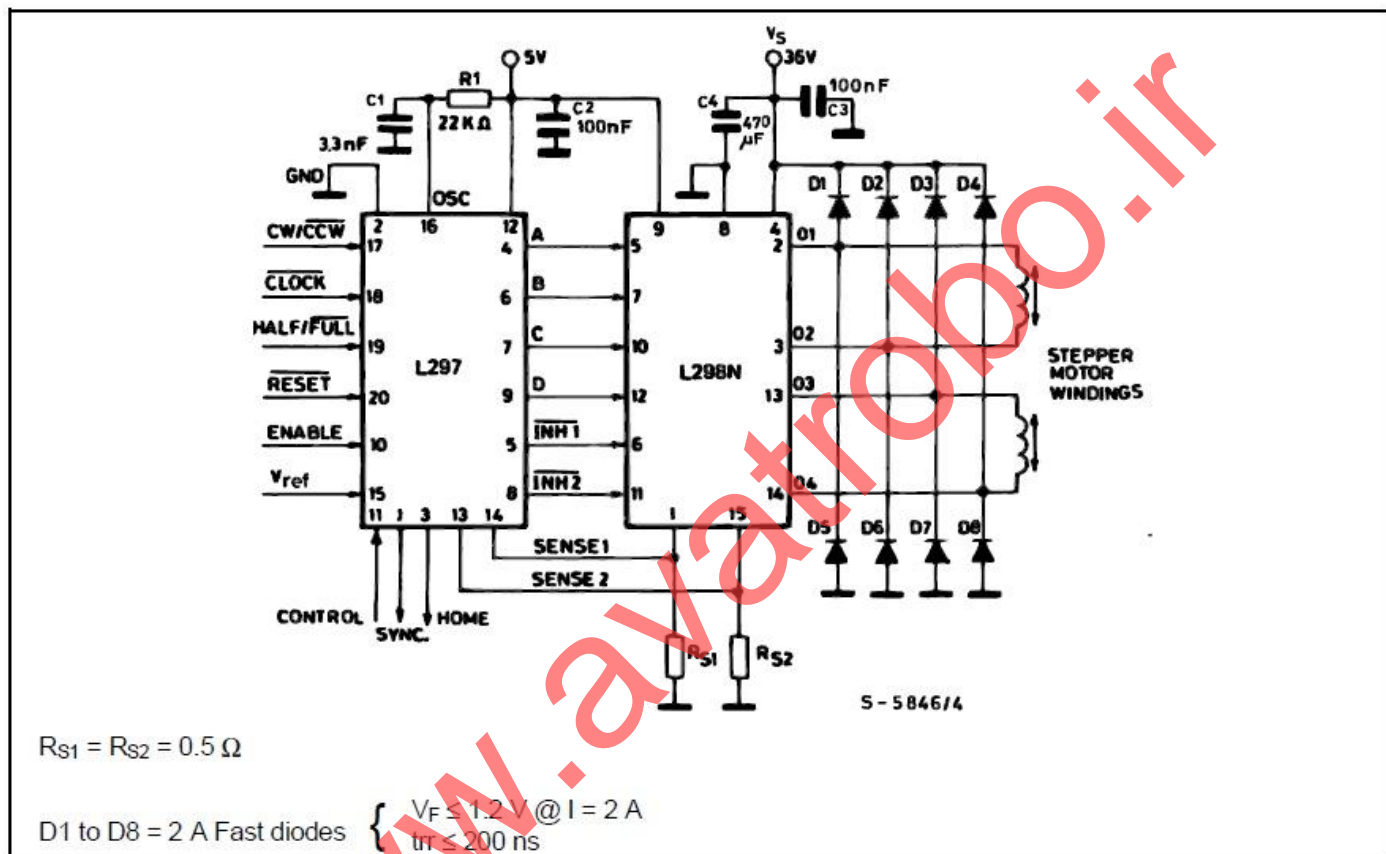 5V
Vs
36V
R1
22 KΩ
C1
3.3 nF
C2
100nF
C4
470
μF
100nF
C3
GND
OSC
2 16 12
9 8 4
D1 D2 D3 D4
CW/CCW 17
4 A 5
2 O1
CLOCK 18
6 B 7
HALF/FULL 19
7 C 10
3 O2
L297
L298N
STEPPER
MOTOR
WINDINGS
RESET 20
9 D 12
13 O3
ENABLE 10
5 INH1 6
Vref 15
8 INH2 11
14 O4
11 1 3 13 14
1 15
D5 D6 D7 D8
SENSE1
SENSE 2
CONTROL
SYNC.
HOME
RS1 RS2
S-5846/4
RS1 = RS2 = 0.5 Ω
D1 to D8 = 2 A Fast diodes {
VF ≤ 1.2 V @ I = 2 A
trr ≤ 200 ns
www.avatrobo.ir